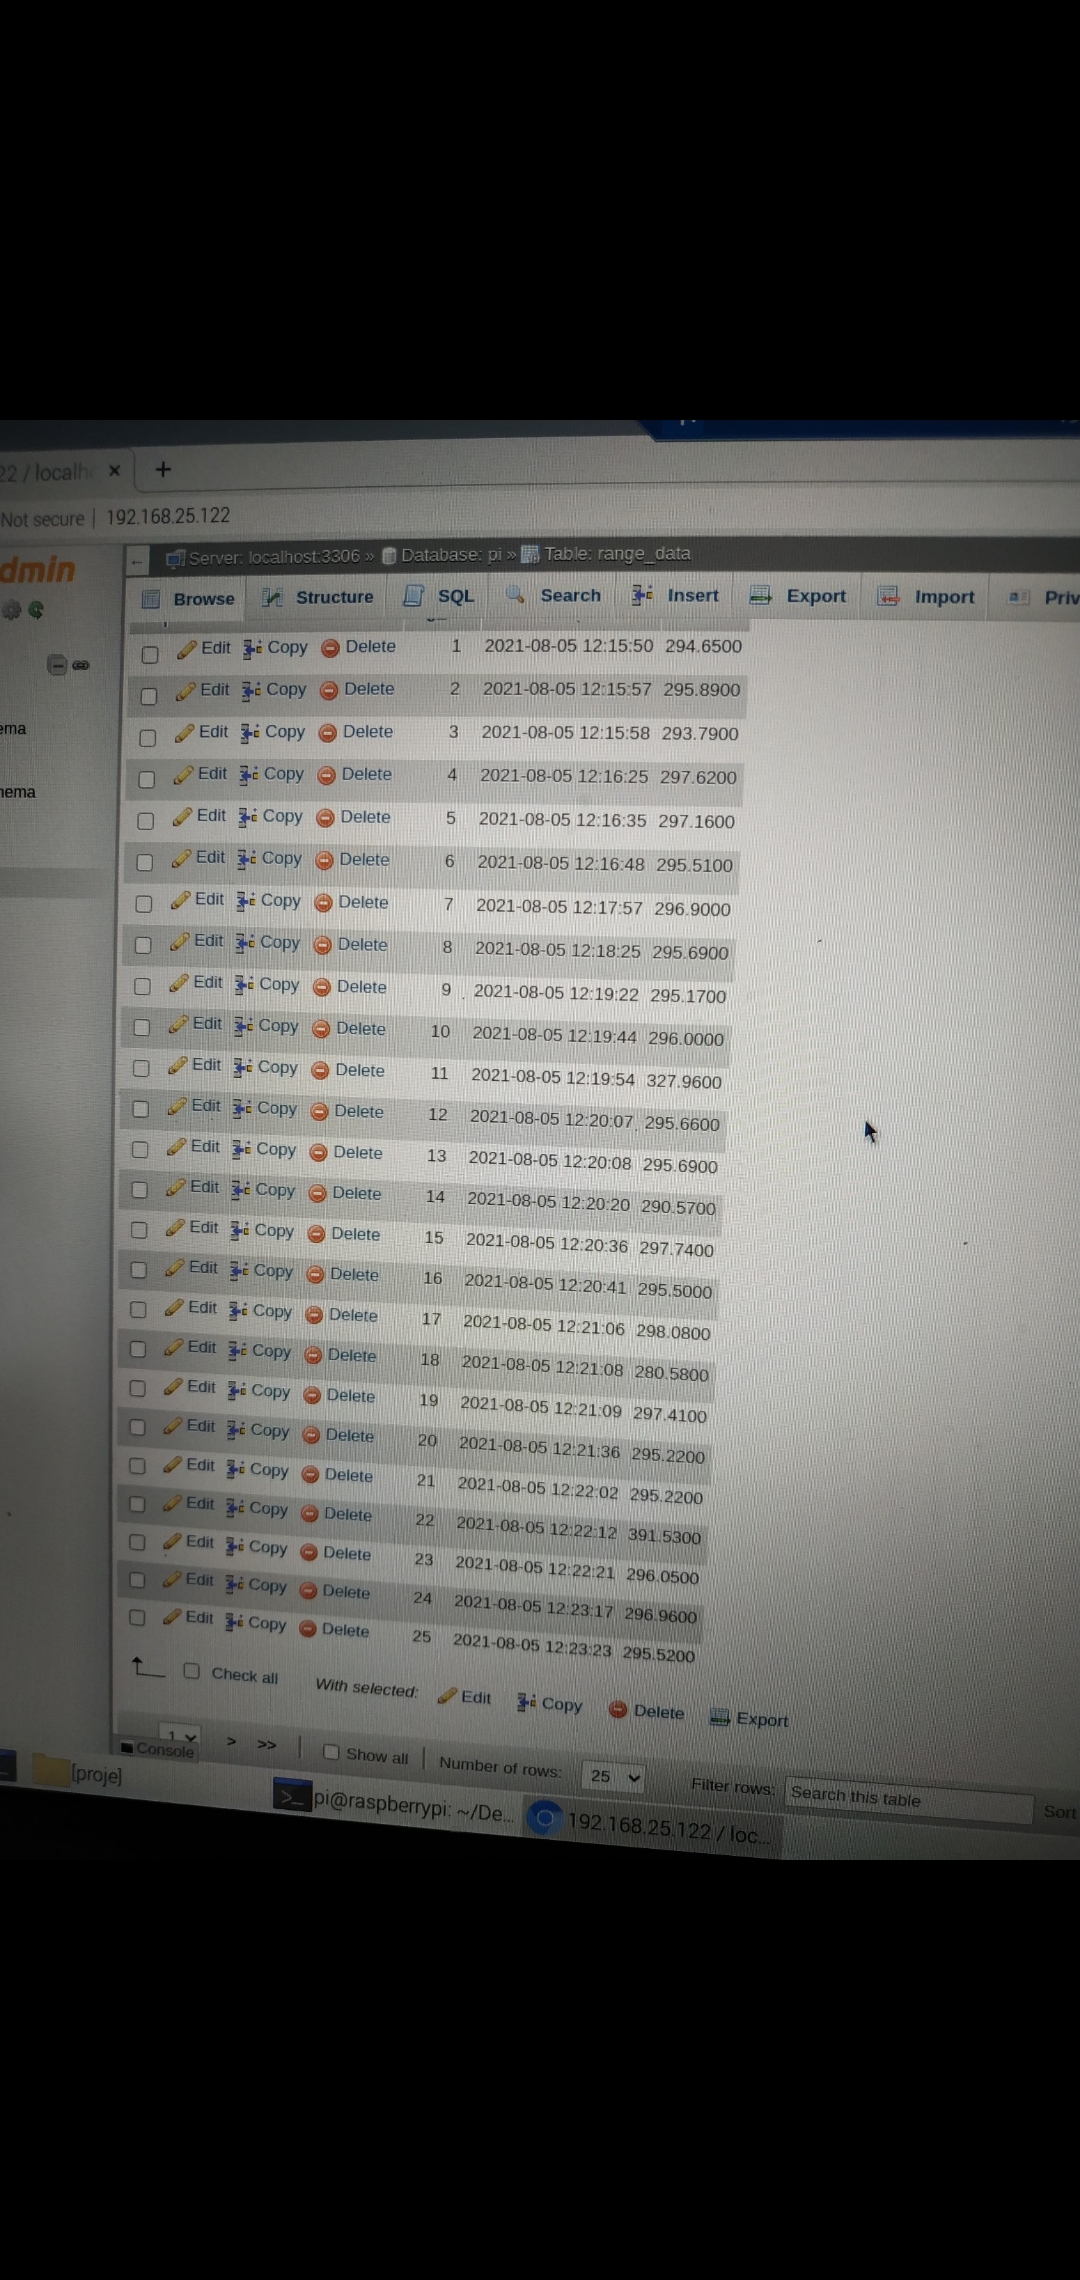 22 / localh × +
Not secure | 192.168.25.122
dmin
← Server: localhost:3306 » Database: pi » Table: range_data
Browse Structure SQL Search Insert Export Import Priv
ema
nema
Edit Copy Delete 1 2021-08-05 12:15:50 294.6500
Edit Copy Delete 2 2021-08-05 12:15:57 295.8900
Edit Copy Delete 3 2021-08-05 12:15:58 293.7900
Edit Copy Delete 4 2021-08-05 12:16:25 297.6200
Edit Copy Delete 5 2021-08-05 12:16:35 297.1600
Edit Copy Delete 6 2021-08-05 12:16:48 295.5100
Edit Copy Delete 7 2021-08-05 12:17:57 296.9000
Edit Copy Delete 8 2021-08-05 12:18:25 295.6900
Edit Copy Delete 9 2021-08-05 12:19:22 295.1700
Edit Copy Delete 10 2021-08-05 12:19:44 296.0000
Edit Copy Delete 11 2021-08-05 12:19:54 327.9600
Edit Copy Delete 12 2021-08-05 12:20:07 295.6600
Edit Copy Delete 13 2021-08-05 12:20:08 295.6900
Edit Copy Delete 14 2021-08-05 12:20:20 290.5700
Edit Copy Delete 15 2021-08-05 12:20:36 297.7400
Edit Copy Delete 16 2021-08-05 12:20:41 295.5000
Edit Copy Delete 17 2021-08-05 12:21:06 298.0800
Edit Copy Delete 18 2021-08-05 12:21:08 280.5800
Edit Copy Delete 19 2021-08-05 12:21:09 297.4100
Edit Copy Delete 20 2021-08-05 12:21:36 295.2200
Edit Copy Delete 21 2021-08-05 12:22:02 295.2200
Edit Copy Delete 22 2021-08-05 12:22:12 391.5300
Edit Copy Delete 23 2021-08-05 12:22:21 296.0500
Edit Copy Delete 24 2021-08-05 12:23:17 296.9600
Edit Copy Delete 25 2021-08-05 12:23:23 295.5200
Check all With selected: Edit Copy Delete Export
1 > >> | Show all | Number of rows: 25 Filter rows: Search this table Sort
Console
[proje] pi@raspberrypi: ~/De... 192.168.25.122 / loc...